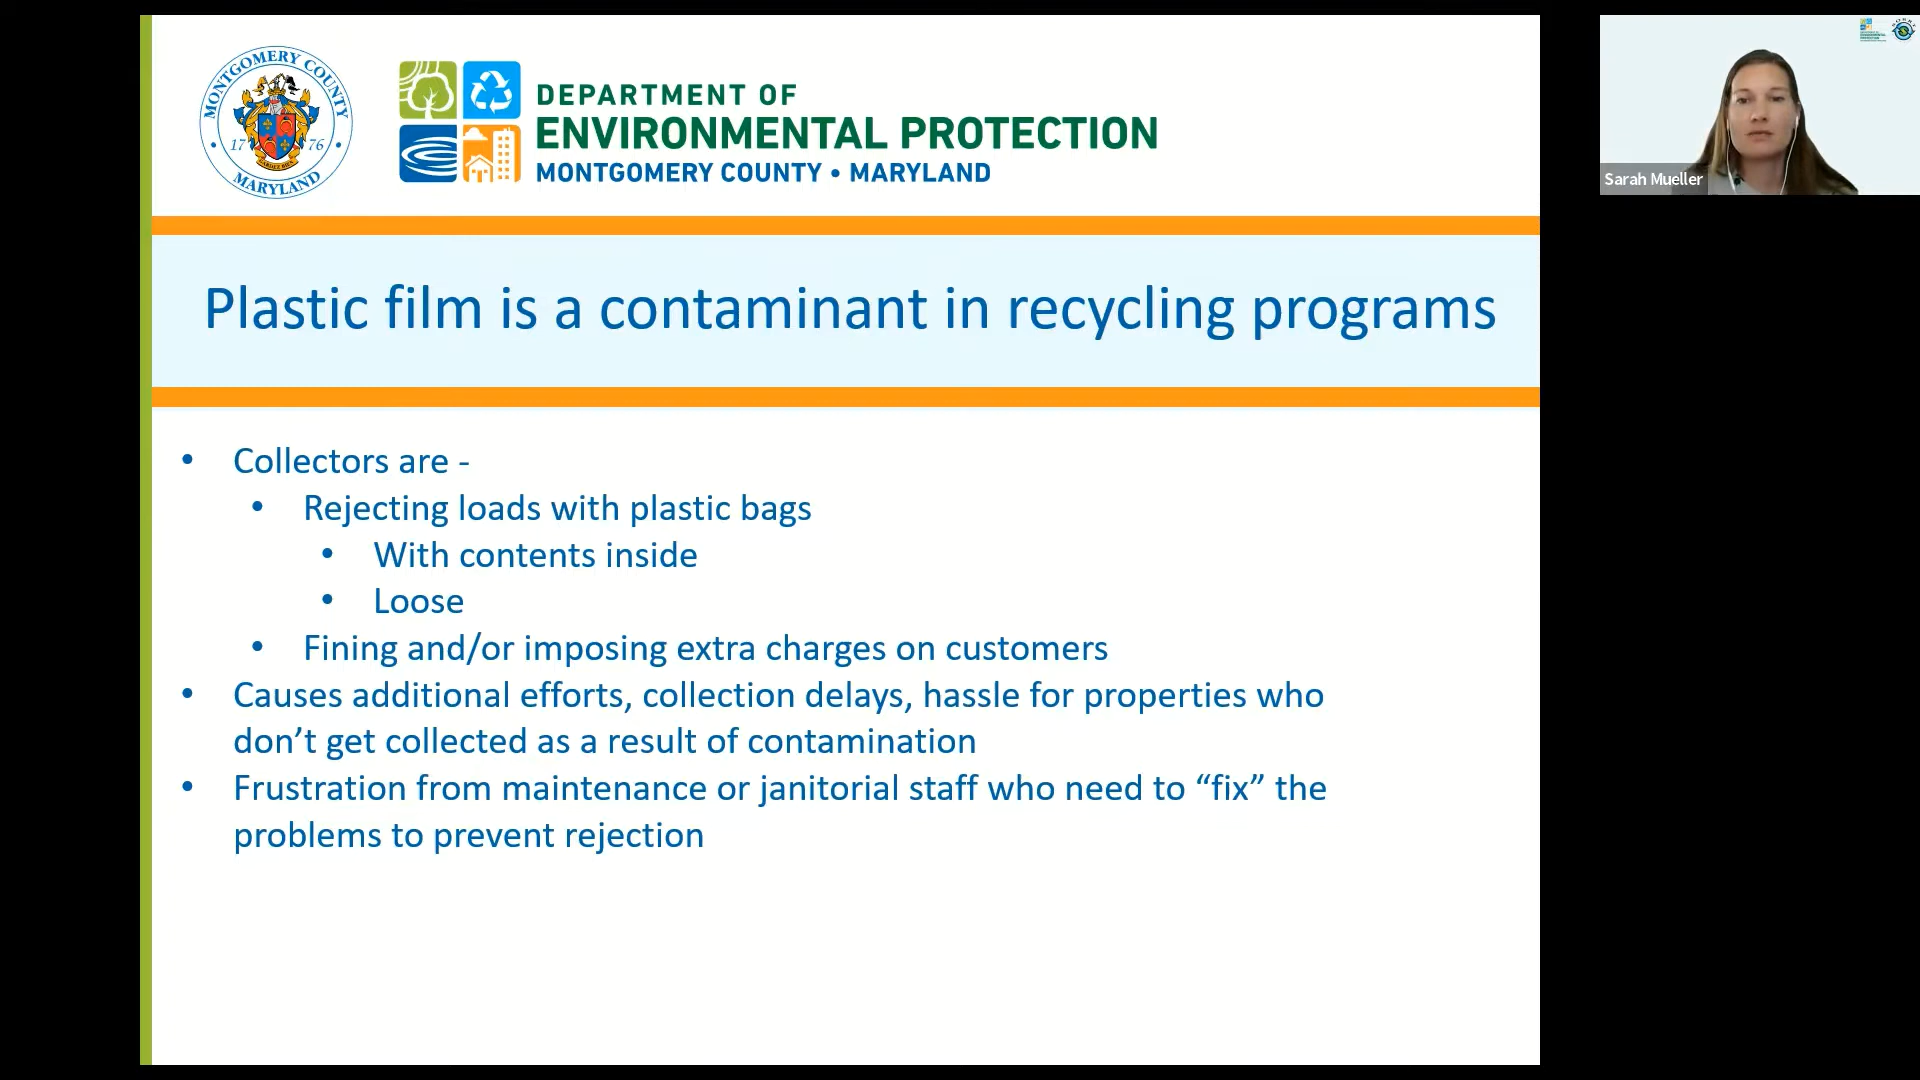 MONTGOMERY COUNTY
17 76
MARYLAND
DEPARTMENT OF
ENVIRONMENTAL PROTECTION
MONTGOMERY COUNTY • MARYLAND
Sarah Mueller
Plastic film is a contaminant in recycling programs
• Collectors are -
• Rejecting loads with plastic bags
• With contents inside
• Loose
• Fining and/or imposing extra charges on customers
• Causes additional efforts, collection delays, hassle for properties who
don’t get collected as a result of contamination
• Frustration from maintenance or janitorial staff who need to “fix” the
problems to prevent rejection